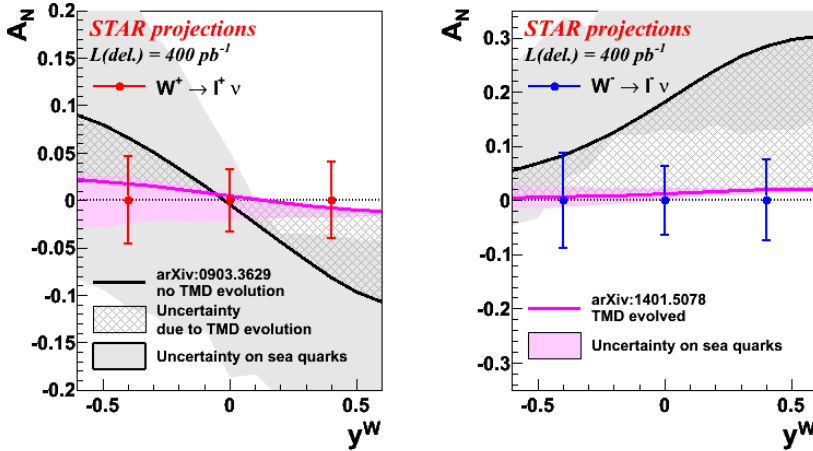 A_N
0.2
0.15
0.1
0.05
0
-0.05
-0.1
-0.15
-0.2
STAR projections
L(del.) = 400 pb⁻¹
W⁺ → l⁺ ν
arXiv:0903.3629
no TMD evolution
Uncertainty
due to TMD evolution
Uncertainty on sea quarks
-0.5 0 0.5
y^W
A_N
0.3
0.2
0.1
0
-0.1
-0.2
-0.3
STAR projections
L(del.) = 400 pb⁻¹
W⁻ → l⁻ ν
arXiv:1401.5078
TMD evolved
Uncertainty on sea quarks
-0.5 0 0.5
y^W